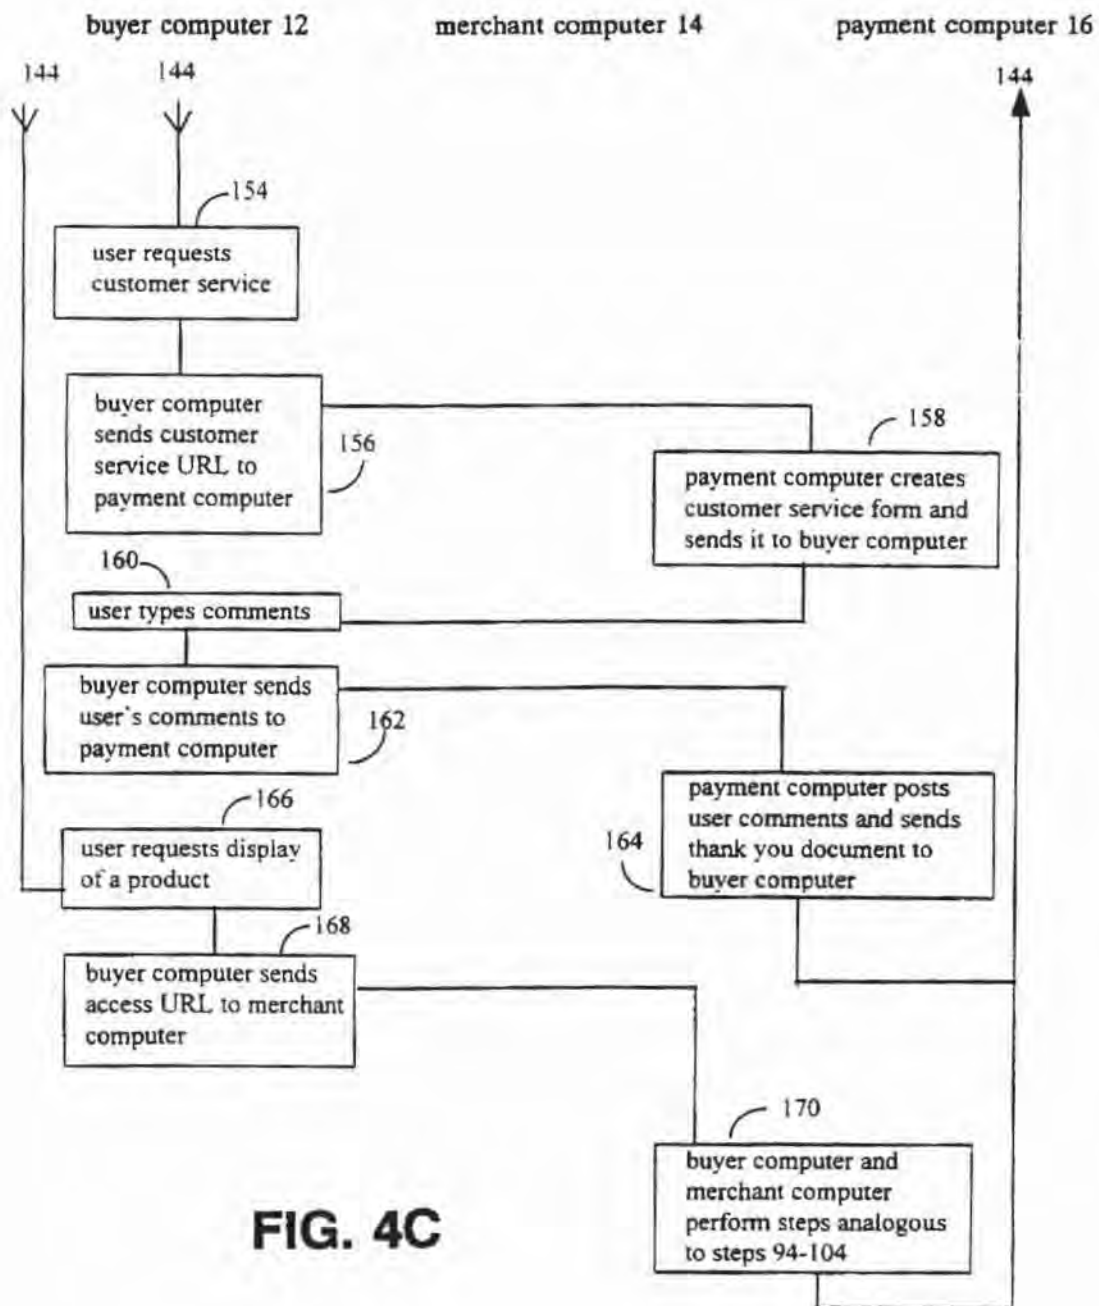 buyer computer 12
merchant computer 14
payment computer 16
144
144
144
154
user requests
customer service
buyer computer
sends customer
service URL to
payment computer
156
158
payment computer creates
customer service form and
sends it to buyer computer
160
user types comments
buyer computer sends
user's comments to
payment computer
162
payment computer posts
user comments and sends
thank you document to
buyer computer
164
166
user requests display
of a product
168
buyer computer sends
access URL to merchant
computer
170
buyer computer and
merchant computer
perform steps analogous
to steps 94-104
FIG. 4C